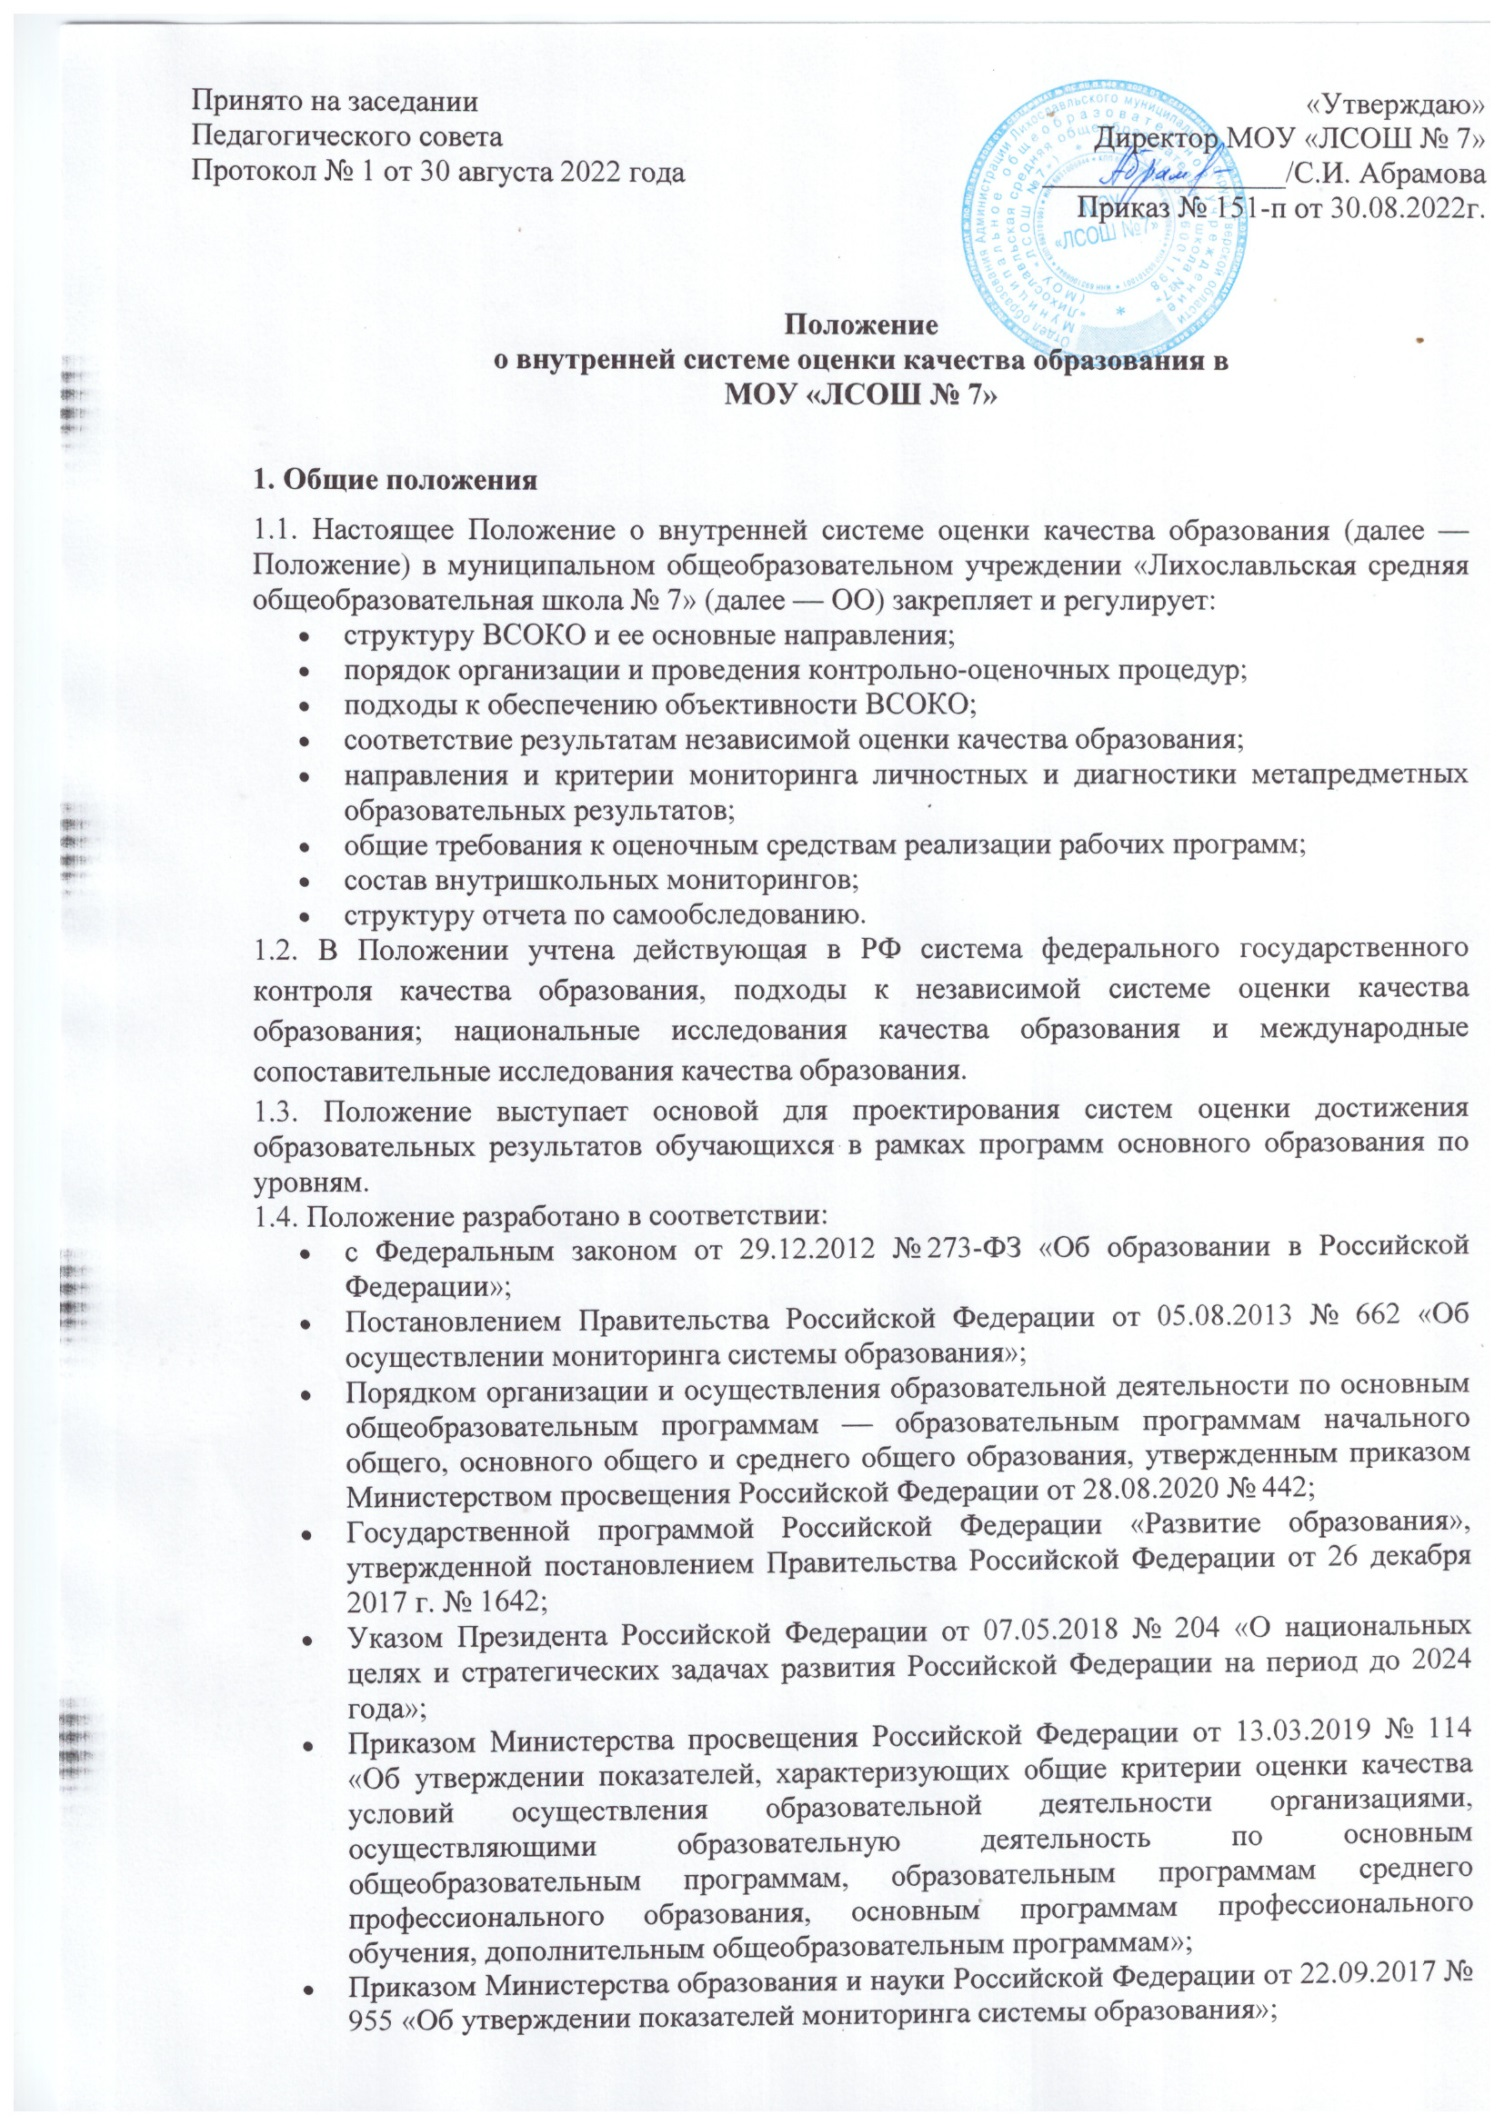 Принято на заседании
Педагогического совета
Протокол № 1 от 30 августа 2022 года
«Утверждаю»
Директор МОУ «ЛСОШ № 7»
/С.И. Абрамова
Приказ № 151-п от 30.08.2022г.
МОУ
«ЛСОШ №7»
Положение
о внутренней системе оценки качества образования в
МОУ «ЛСОШ № 7»
1. Общие положения
1.1. Настоящее Положение о внутренней системе оценки качества образования (далее —
Положение) в муниципальном общеобразовательном учреждении «Лихославльская средняя
общеобразовательная школа № 7» (далее — ОО) закрепляет и регулирует:
• структуру ВСОКО и ее основные направления;
• порядок организации и проведения контрольно-оценочных процедур;
• подходы к обеспечению объективности ВСОКО;
• соответствие результатам независимой оценки качества образования;
• направления и критерии мониторинга личностных и диагностики метапредметных
образовательных результатов;
• общие требования к оценочным средствам реализации рабочих программ;
• состав внутришкольных мониторингов;
• структуру отчета по самообследованию.
1.2. В Положении учтена действующая в РФ система федерального государственного
контроля качества образования, подходы к независимой системе оценки качества
образования; национальные исследования качества образования и международные
сопоставительные исследования качества образования.
1.3. Положение выступает основой для проектирования систем оценки достижения
образовательных результатов обучающихся в рамках программ основного образования по
уровням.
1.4. Положение разработано в соответствии:
• с Федеральным законом от 29.12.2012 №273-ФЗ «Об образовании в Российской
Федерации»;
• Постановлением Правительства Российской Федерации от 05.08.2013 № 662 «Об
осуществлении мониторинга системы образования»;
• Порядком организации и осуществления образовательной деятельности по основным
общеобразовательным программам — образовательным программам начального
общего, основного общего и среднего общего образования, утвержденным приказом
Министерством просвещения Российской Федерации от 28.08.2020 № 442;
• Государственной программой Российской Федерации «Развитие образования»,
утвержденной постановлением Правительства Российской Федерации от 26 декабря
2017 г. № 1642;
• Указом Президента Российской Федерации от 07.05.2018 № 204 «О национальных
целях и стратегических задачах развития Российской Федерации на период до 2024
года»;
• Приказом Министерства просвещения Российской Федерации от 13.03.2019 № 114
«Об утверждении показателей, характеризующих общие критерии оценки качества
условий осуществления образовательной деятельности организациями,
осуществляющими образовательную деятельность по основным
общеобразовательным программам, образовательным программам среднего
профессионального образования, основным программам профессионального
обучения, дополнительным общеобразовательным программам»;
• Приказом Министерства образования и науки Российской Федерации от 22.09.2017 №
955 «Об утверждении показателей мониторинга системы образования»;